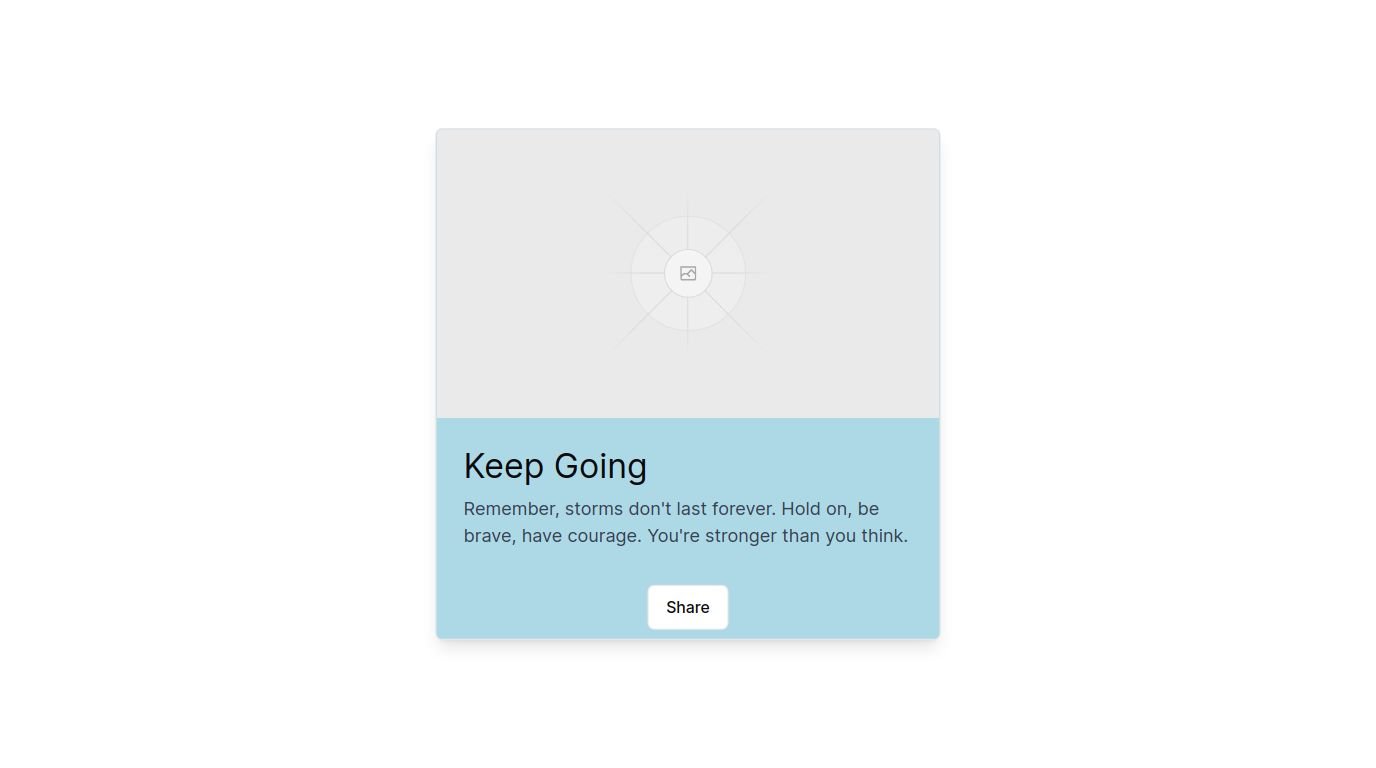 Keep Going
Remember, storms don't last forever. Hold on, be
brave, have courage. You're stronger than you think.
Share